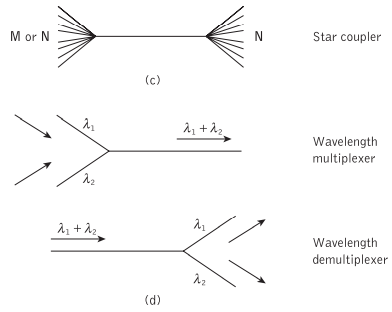 M or N N Star coupler
(c)
λ₁ λ₁ + λ₂ Wavelength
multiplexer
λ₂
λ₁ + λ₂ λ₁ Wavelength
demultiplexer
λ₂
(d)